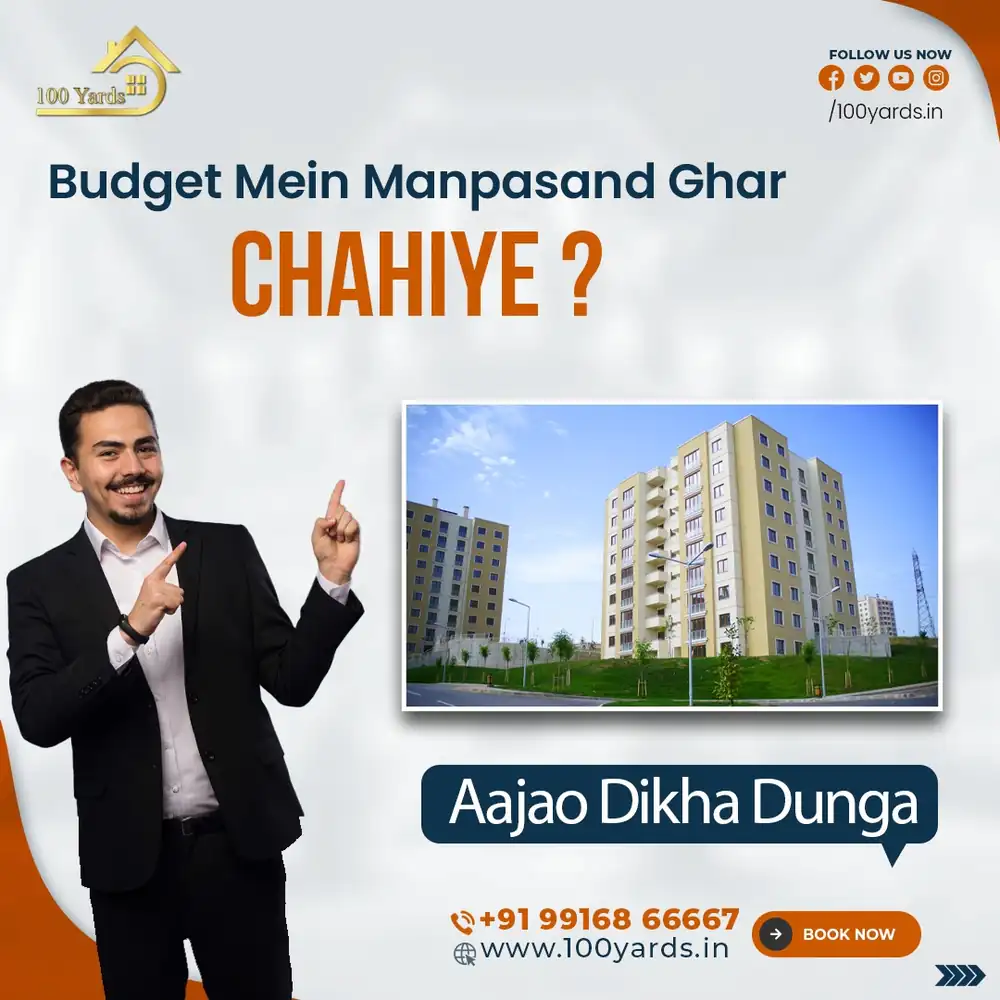 100 Yards
FOLLOW US NOW
/100yards.in
Budget Mein Manpasand Ghar
CHAHIYE ?
Aajao Dikha Dunga
+91 99168 66667
www.100yards.in
BOOK NOW